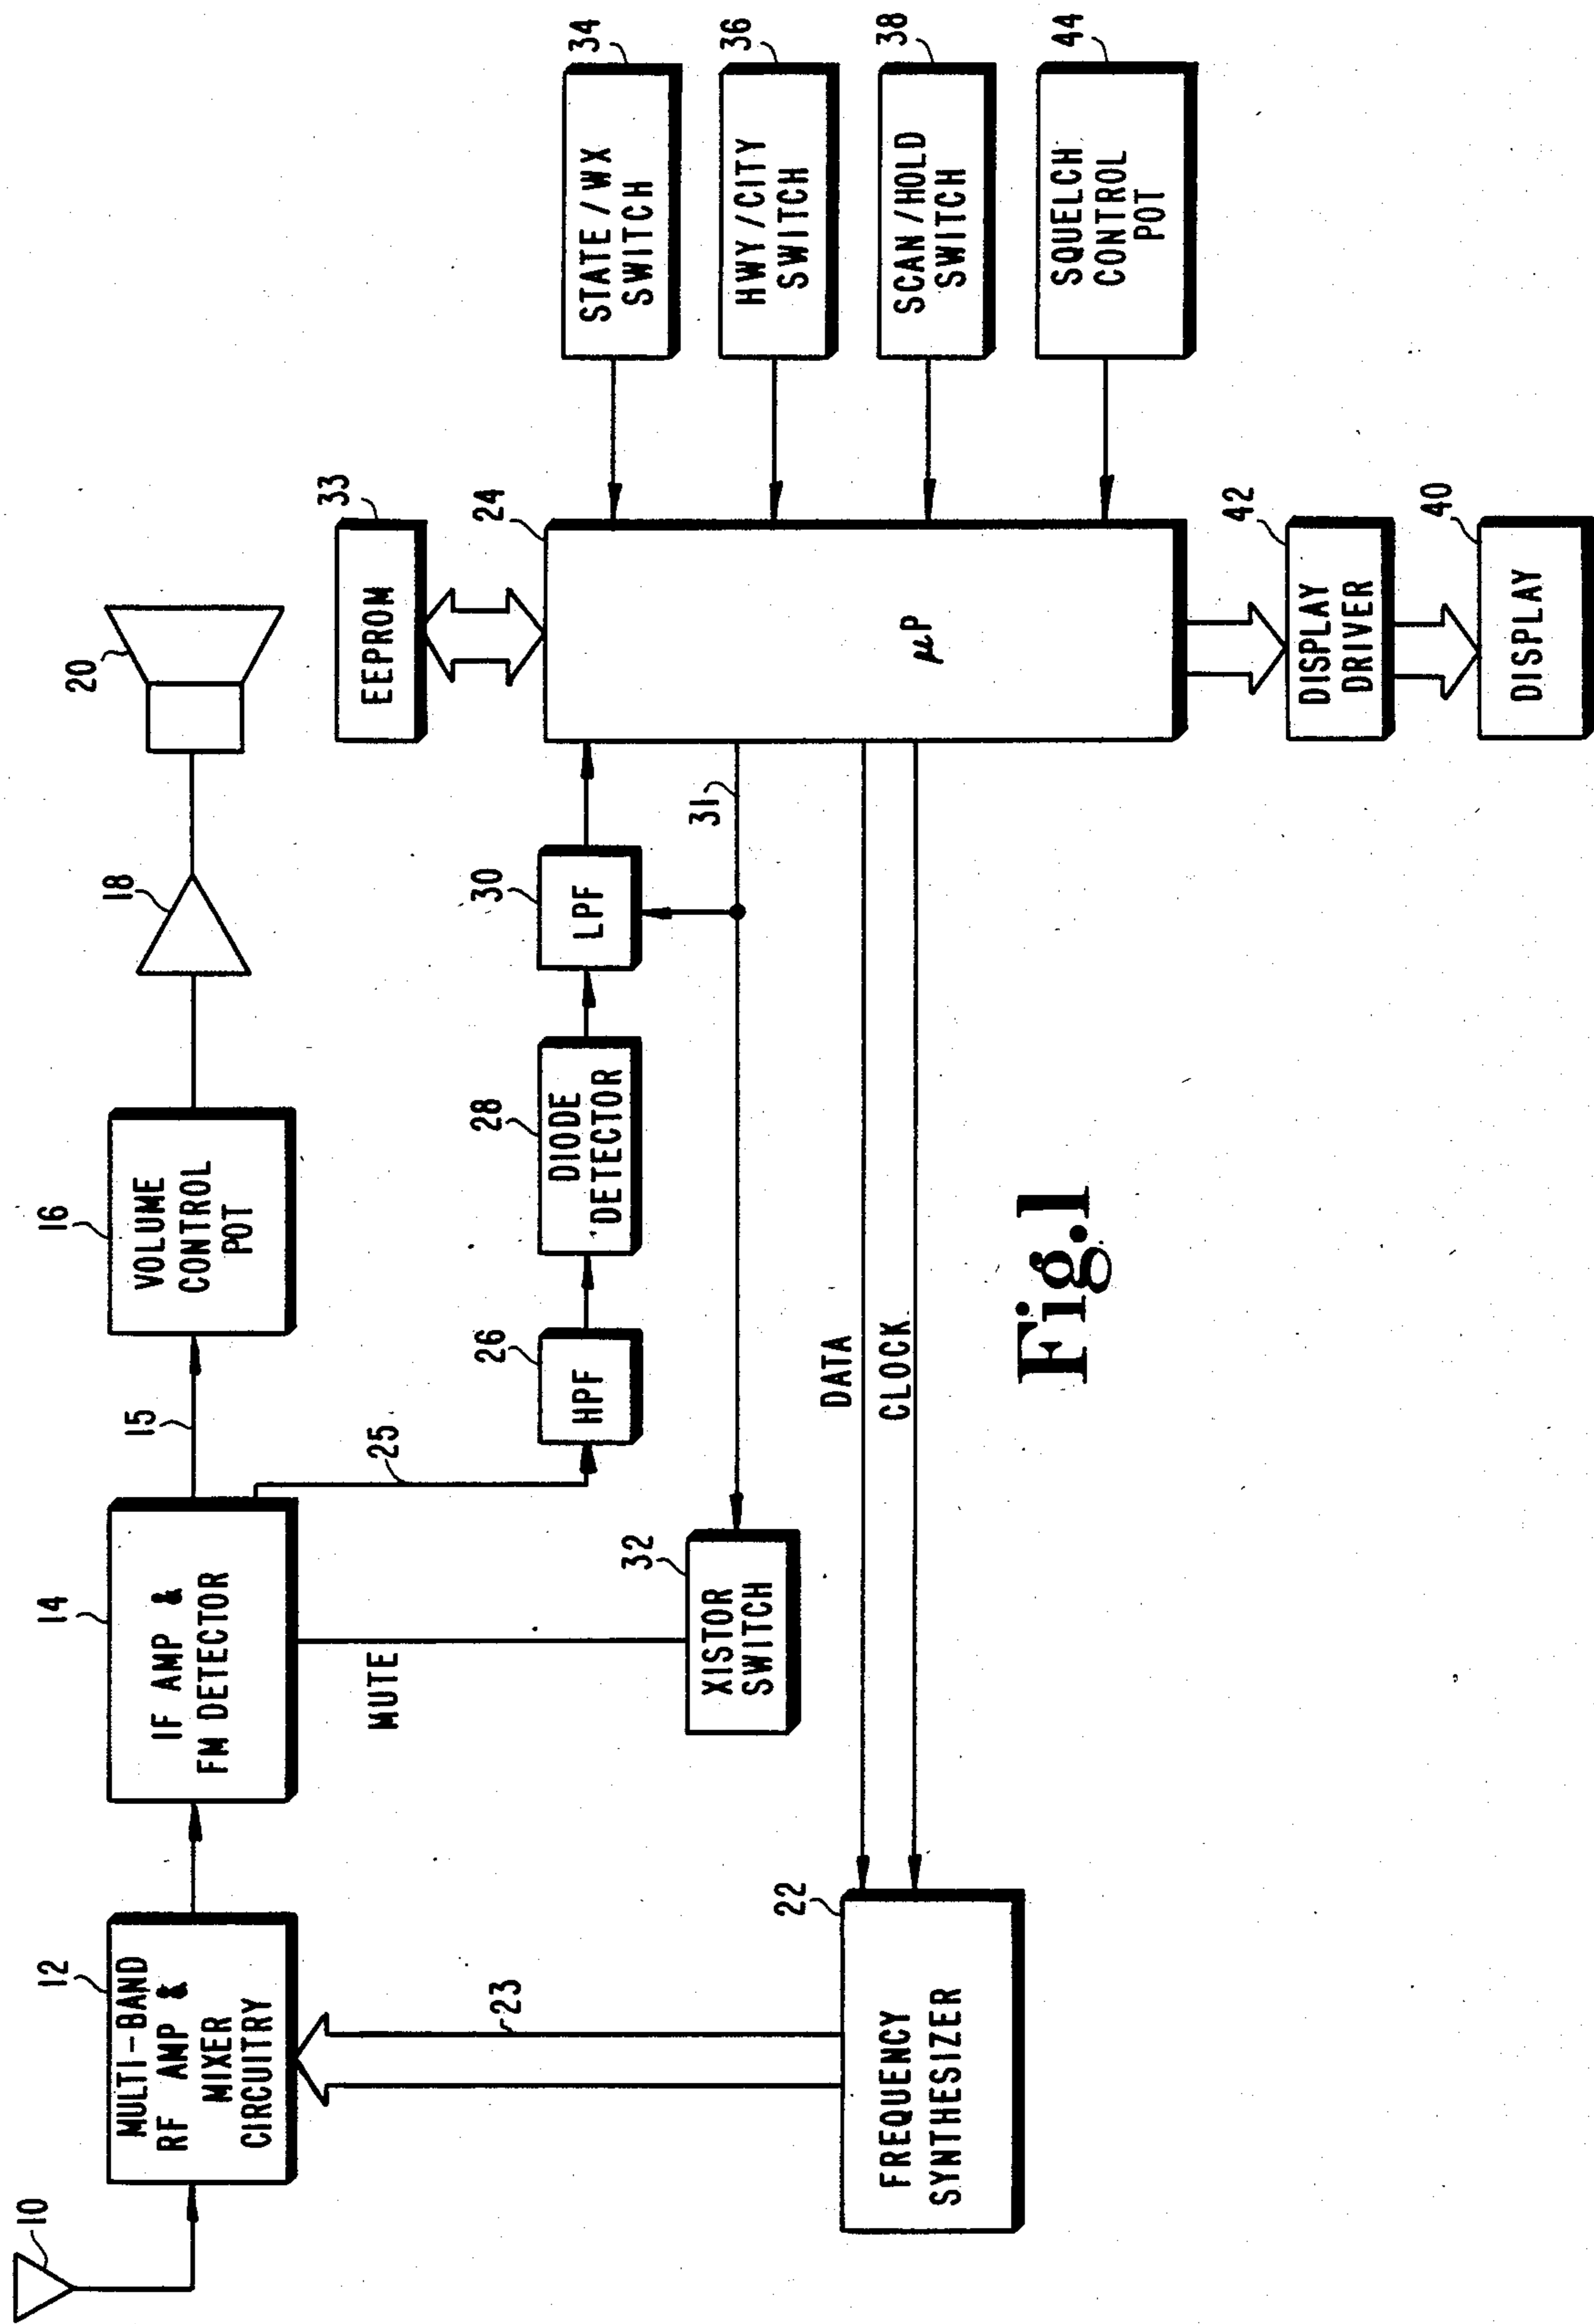 10
12
MULTI-BAND
RF AMP &
MIXER
CIRCUITRY
14
IF AMP &
FM DETECTOR
15
16
VOLUME
CONTROL
POT
18
20
23
MUTE
25
26
HPF
28
DIODE
DETECTOR
30
LPF
31
32
XISTOR
SWITCH
33
EEPROM
24
μP
34
STATE/WX
SWITCH
36
HWY/CITY
SWITCH
38
SCAN/HOLD
SWITCH
44
SQUELCH
CONTROL
POT
22
FREQUENCY
SYNTHESIZER
DATA
CLOCK
42
DISPLAY
DRIVER
40
DISPLAY
Fig.1